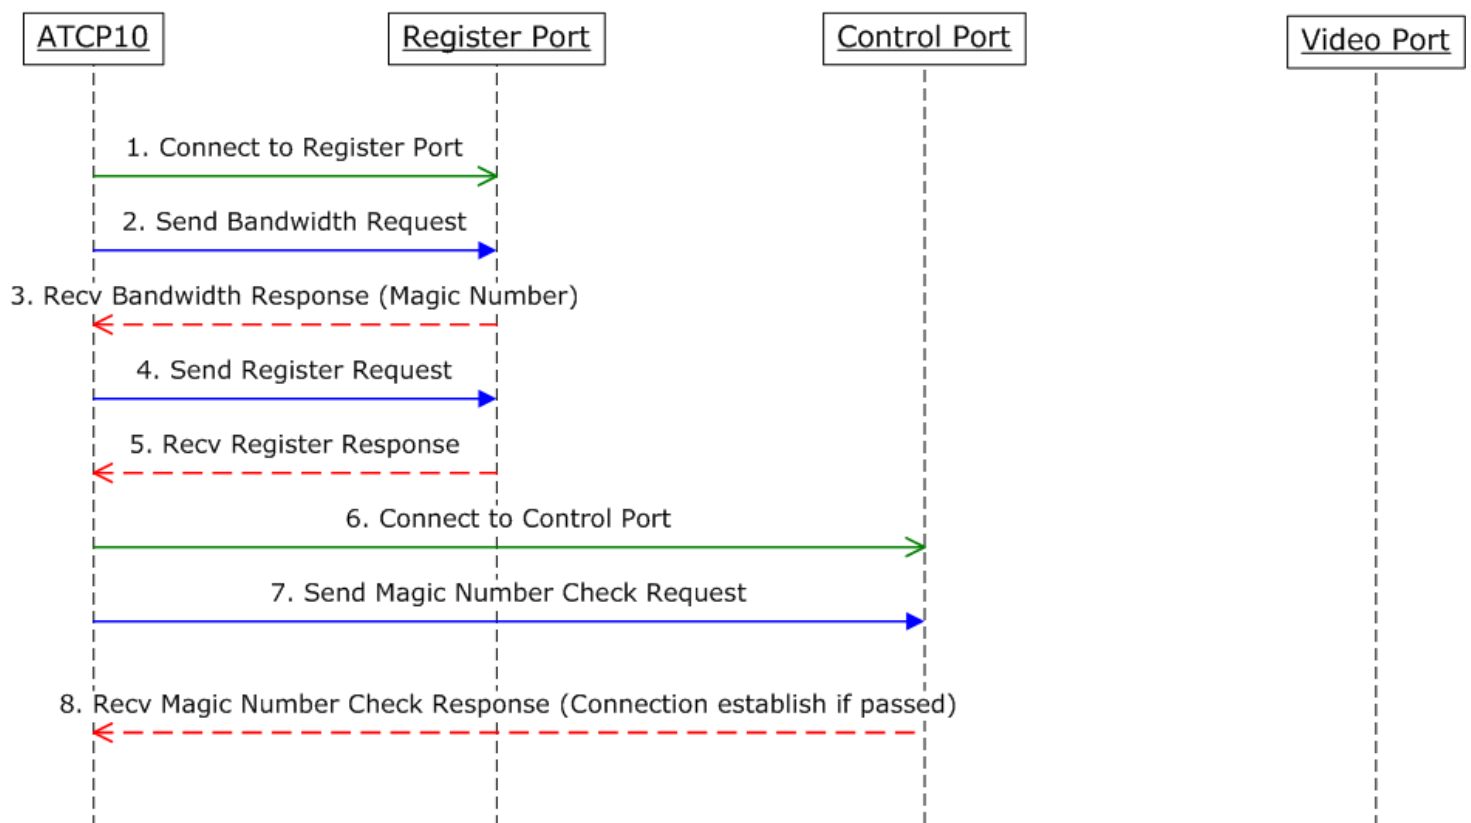 ATCP10
Register Port
Control Port
Video Port
1. Connect to Register Port
2. Send Bandwidth Request
3. Recv Bandwidth Response (Magic Number)
4. Send Register Request
5. Recv Register Response
6. Connect to Control Port
7. Send Magic Number Check Request
8. Recv Magic Number Check Response (Connection establish if passed)